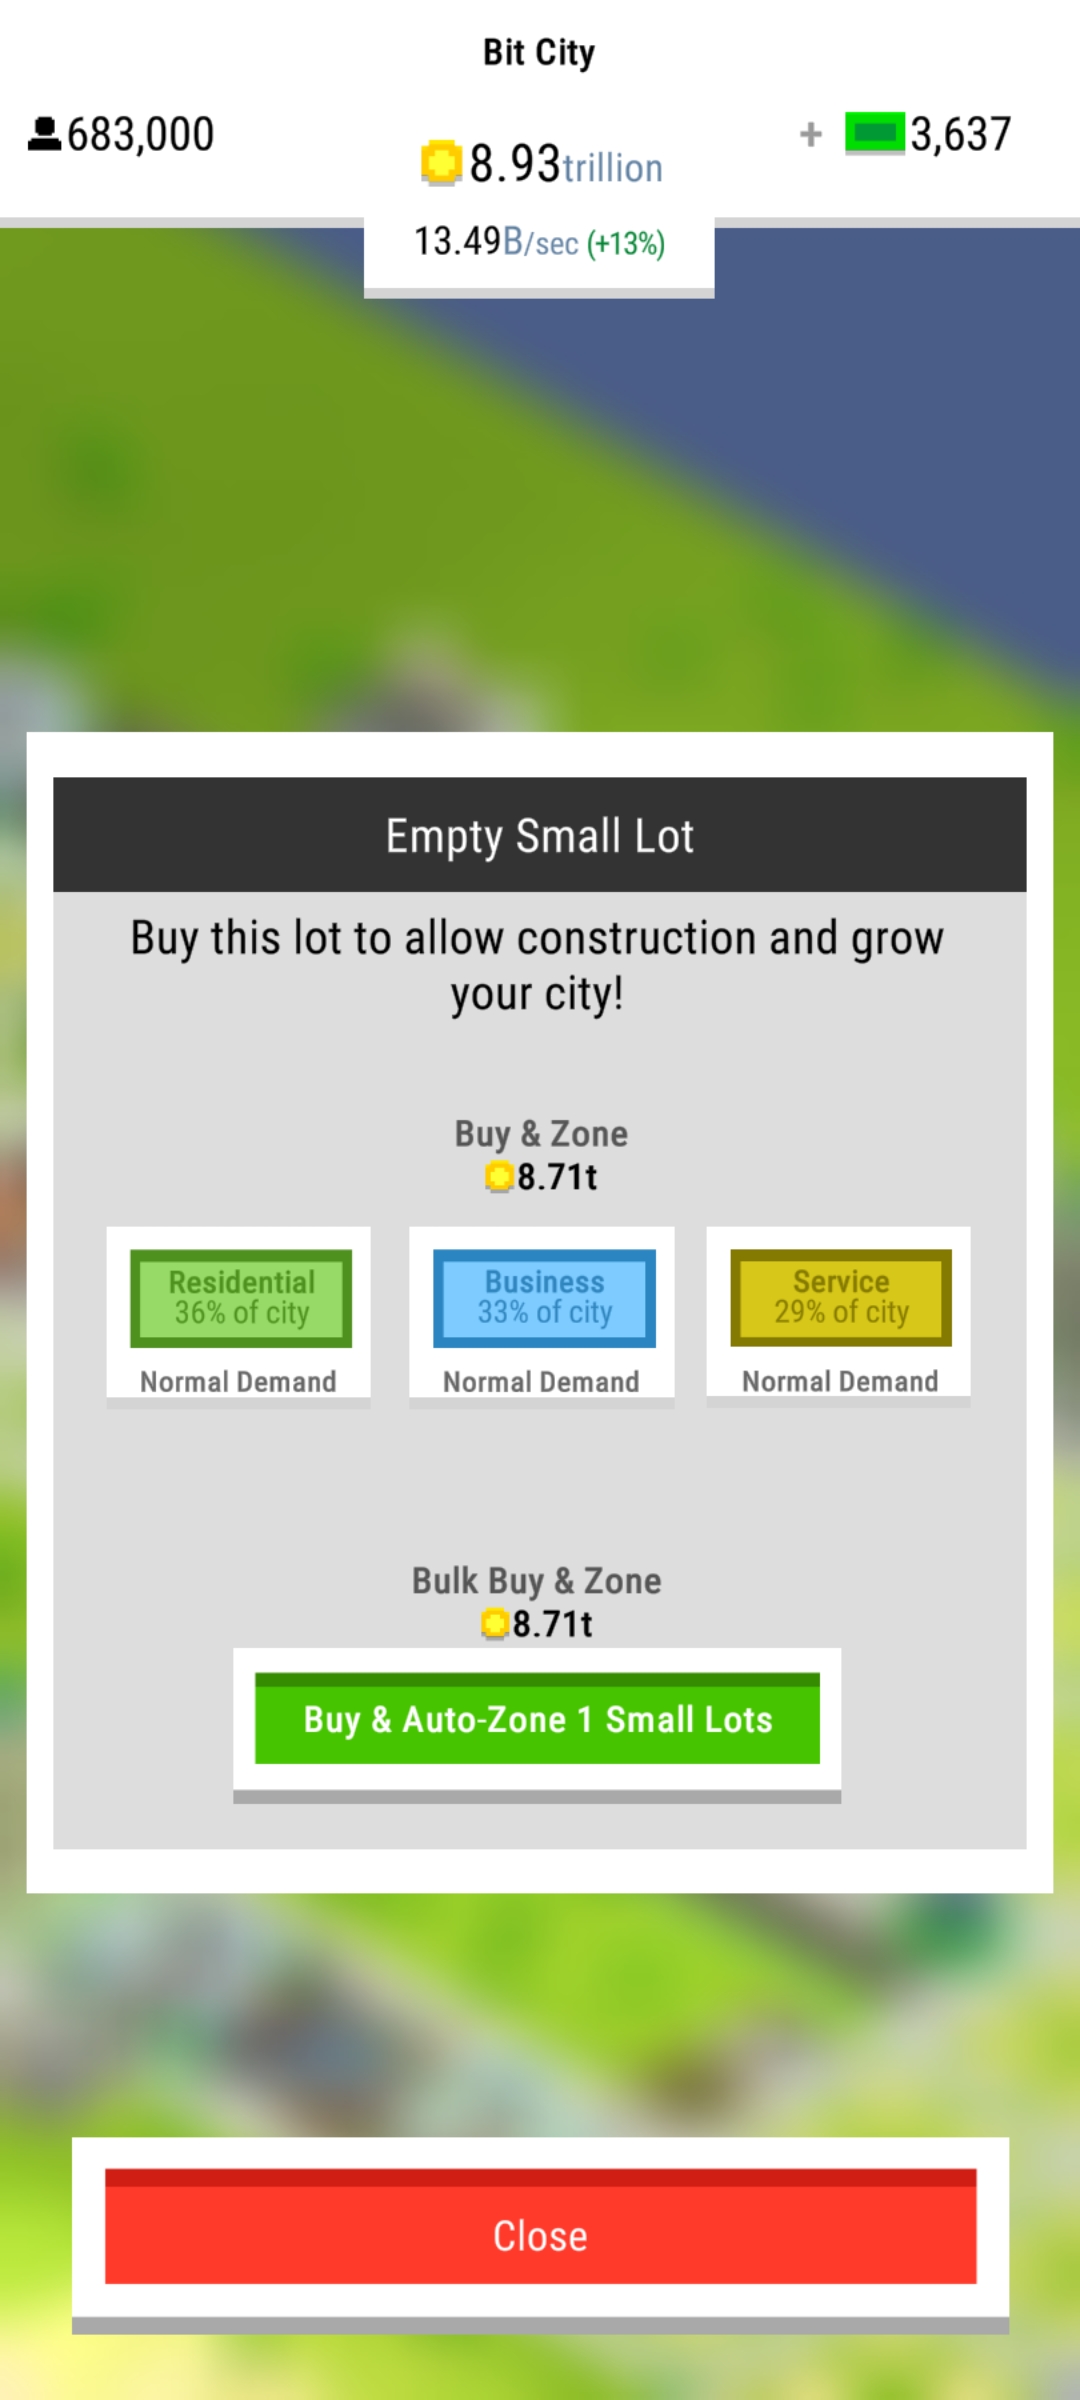 Bit City
683,000
8.93trillion
+ 3,637
13.49B/sec (+13%)
Empty Small Lot
Buy this lot to allow construction and grow
your city!
Buy & Zone
8.71t
Residential
36% of city
Normal Demand
Business
33% of city
Normal Demand
Service
29% of city
Normal Demand
Bulk Buy & Zone
8.71t
Buy & Auto-Zone 1 Small Lots
Close